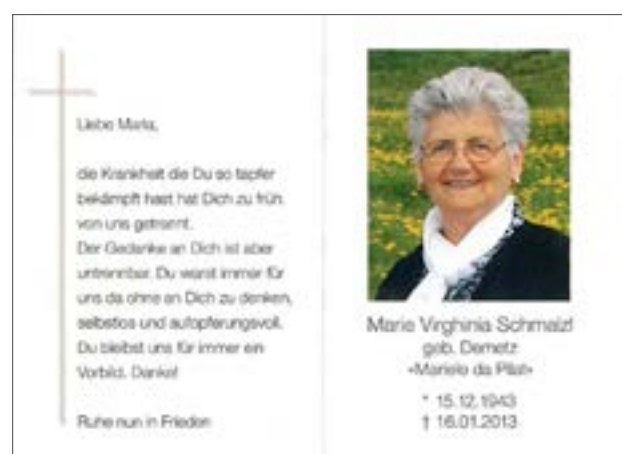 Liebe Maria,
die Krankheit die Du so tapfer
bekämpft hast hat Dich zu früh
von uns getrennt.
Der Gedanke an Dich ist aber
untrennbar. Du warst immer für
uns da ohne an Dich zu denken,
selbstlos und aufopferungsvoll.
Du bleibst uns für immer ein
Vorbild. Danke!
Ruhe nun in Frieden
Marie Virghinia Schmalzl
geb. Demetz
«Mariele da Pilat»
* 15.12.1943
† 16.01.2013